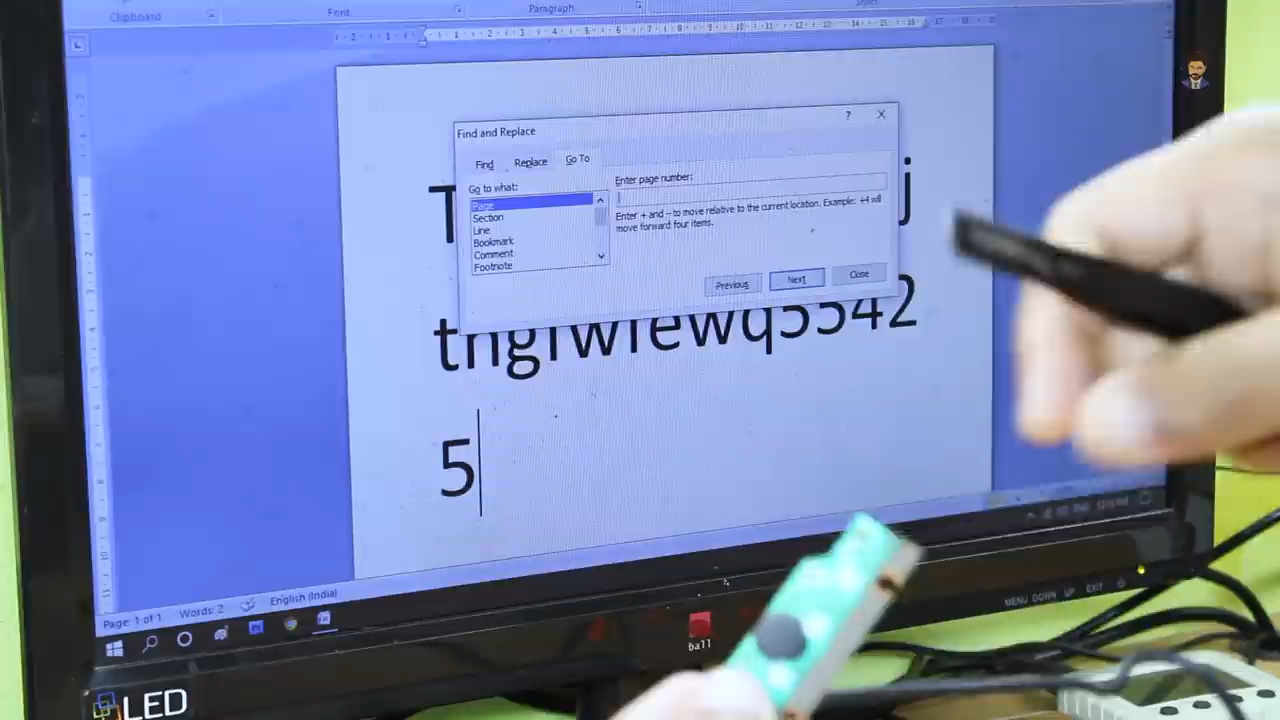 Clipboard
Font
Paragraph
Find and Replace
?
Find
Replace
Go To
Go to what:
Enter page number:
Page
Section
Line
Bookmark
Comment
Footnote
Enter + and – to move relative to the current location. Example: +4 will
move forward four items.
Previous
Next
Close
T
j
thgfwfewq5542
5
Page: 1 of 1
Words: 2
English (India)
MENU DOWN UP EXIT
ball
LED